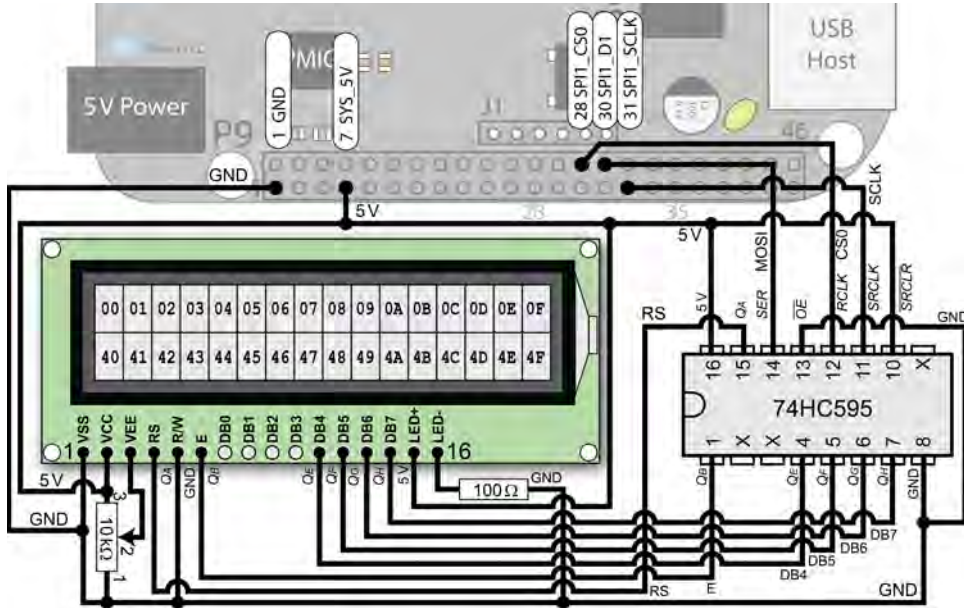 5V Power
PMIC
USB
Host
1 GND
7 SYS_5V
28 SPI1_CS0
30 SPI1_D1
31 SPI1_SCLK
J1
P9
46
GND
5V
5V
SCLK
MOSI
CS0
RS
5V
QA
SER
OE
RCLK
SRCLK
SRCLR
GND
00 01 02 03 04 05 06 07 08 09 0A 0B 0C 0D 0E 0F
40 41 42 43 44 45 46 47 48 49 4A 4B 4C 4D 4E 4F
16 15 14 13 12 11 10 X
74HC595
1 X X 4 5 6 7 8
1 VSS VCC VEE RS R/W E DB0 DB1 DB2 DB3 DB4 DB5 DB6 DB7 LED+ LED- 16
QA GND QB QE QF QG QH 5V
QB QE QF QG QH GND
5V
GND
100Ω
GND
3
10kΩ
2
1
DB7
DB6
DB5
DB4
RS
E
GND